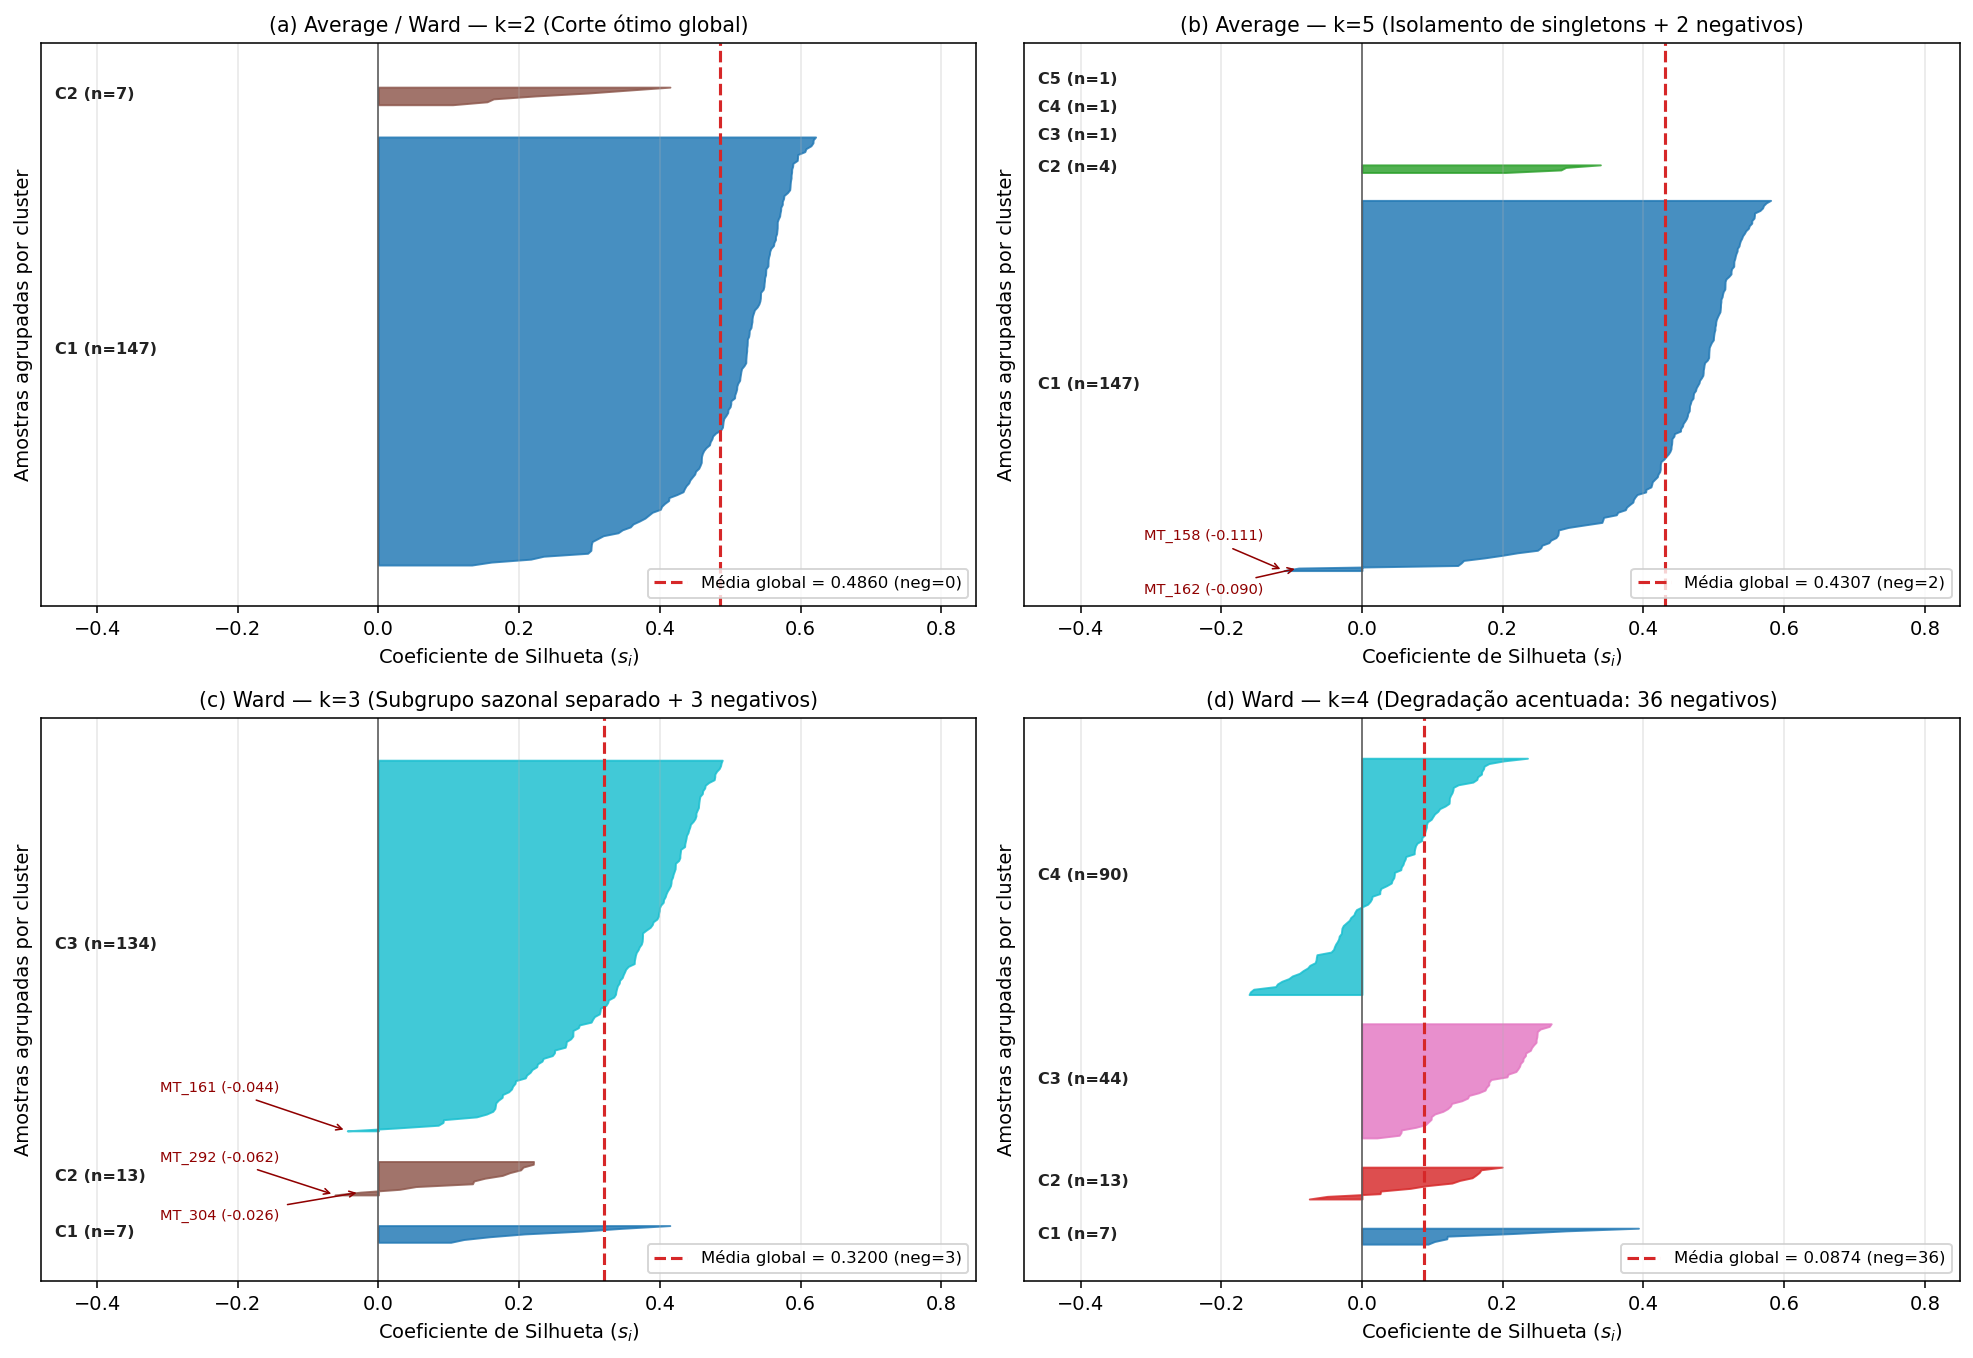 (a) Average / Ward — k=2 (Corte ótimo global)
Amostras agrupadas por cluster
C2 (n=7)
C1 (n=147)
Média global = 0.4860 (neg=0)
−0.4 −0.2 0.0 0.2 0.4 0.6 0.8
Coeficiente de Silhueta (sᵢ)
(b) Average — k=5 (Isolamento de singletons + 2 negativos)
Amostras agrupadas por cluster
C5 (n=1)
C4 (n=1)
C3 (n=1)
C2 (n=4)
C1 (n=147)
MT_158 (-0.111)
MT_162 (-0.090)
Média global = 0.4307 (neg=2)
−0.4 −0.2 0.0 0.2 0.4 0.6 0.8
Coeficiente de Silhueta (sᵢ)
(c) Ward — k=3 (Subgrupo sazonal separado + 3 negativos)
Amostras agrupadas por cluster
C3 (n=134)
MT_161 (-0.044)
MT_292 (-0.062)
C2 (n=13)
MT_304 (-0.026)
C1 (n=7)
Média global = 0.3200 (neg=3)
−0.4 −0.2 0.0 0.2 0.4 0.6 0.8
Coeficiente de Silhueta (sᵢ)
(d) Ward — k=4 (Degradação acentuada: 36 negativos)
Amostras agrupadas por cluster
C4 (n=90)
C3 (n=44)
C2 (n=13)
C1 (n=7)
Média global = 0.0874 (neg=36)
−0.4 −0.2 0.0 0.2 0.4 0.6 0.8
Coeficiente de Silhueta (sᵢ)